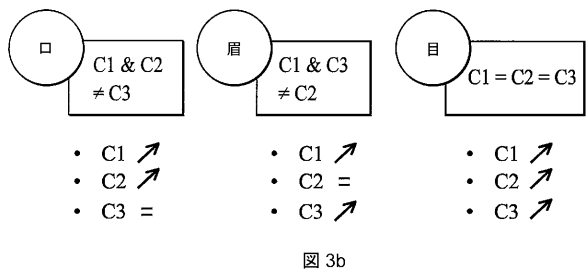 口
C1 & C2
≠ C3
• C1 ↗
• C2 ↗
• C3 =
眉
C1 & C3
≠ C2
• C1 ↗
• C2 =
• C3 ↗
目
C1 = C2 = C3
• C1 ↗
• C2 ↗
• C3 ↗
図 3b